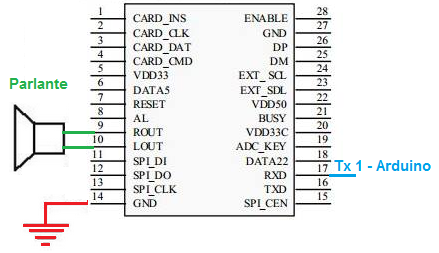 1 CARD_INS ENABLE 28
2 CARD_CLK GND 27
3 CARD_DAT DP 26
4 CARD_CMD DM 25
5 VDD33 EXT_SCL 24
6 DATA5 EXT_SDL 23
7 RESET VDD50 22
8 AL BUSY 21
9 ROUT VDD33C 20
10 LOUT ADC_KEY 19
11 SPI_DI DATA22 18
12 SPI_DO RXD 17
13 SPI_CLK TXD 16
14 GND SPI_CEN 15
Parlante
Tx 1 - Arduino